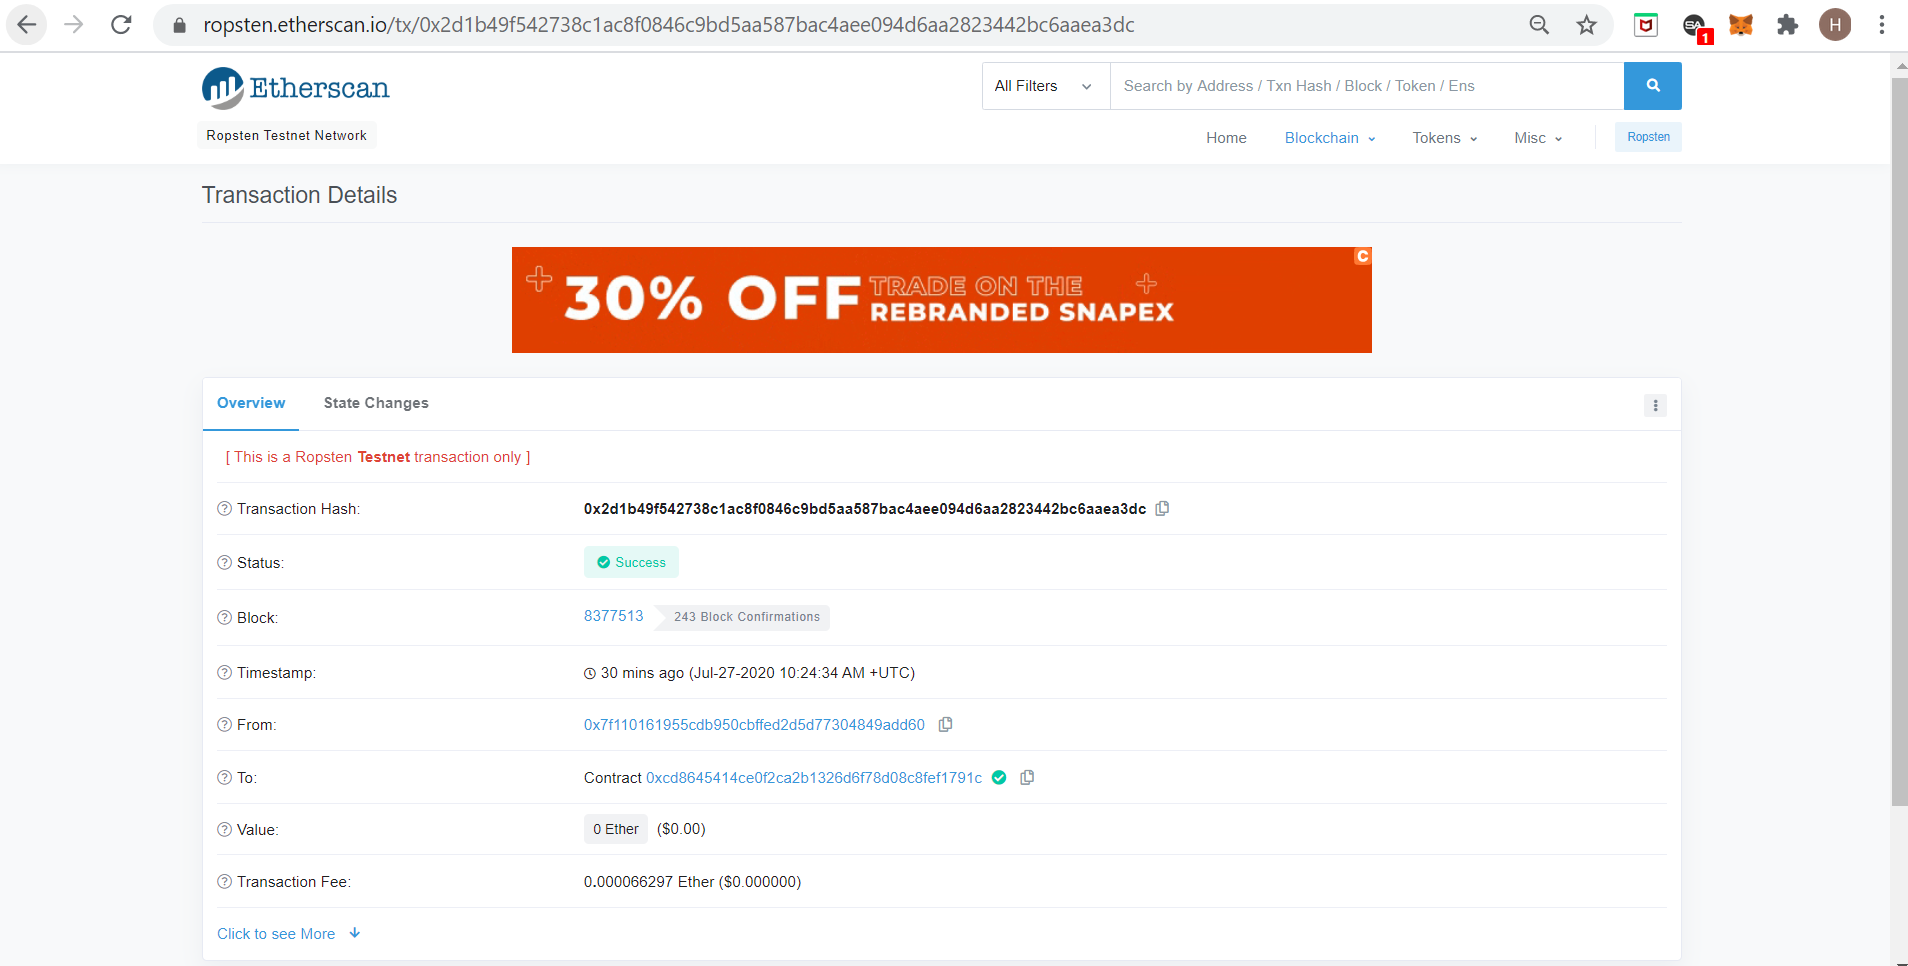 ropsten.etherscan.io/tx/0x2d1b49f542738c1ac8f0846c9bd5aa587bac4aee094d6aa2823442bc6aaea3dc
SA
1
H
Etherscan
All Filters
Search by Address / Txn Hash / Block / Token / Ens
Ropsten Testnet Network
Home Blockchain Tokens Misc Ropsten
Transaction Details
C
30% OFF TRADE ON THE
REBRANDED SNAPEX
Overview State Changes
[ This is a Ropsten Testnet transaction only ]
Transaction Hash: 0x2d1b49f542738c1ac8f0846c9bd5aa587bac4aee094d6aa2823442bc6aaea3dc
Status: Success
Block: 8377513 243 Block Confirmations
Timestamp: 30 mins ago (Jul-27-2020 10:24:34 AM +UTC)
From: 0x7f110161955cdb950cbffed2d5d77304849add60
To: Contract 0xcd8645414ce0f2ca2b1326d6f78d08c8fef1791c
Value: 0 Ether ($0.00)
Transaction Fee: 0.000066297 Ether ($0.000000)
Click to see More